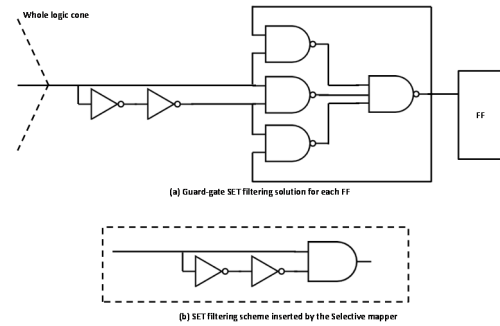 Whole logic cone
FF
(a) Guard-gate SET filtering solution for each FF
(b) SET filtering scheme inserted by the Selective mapper